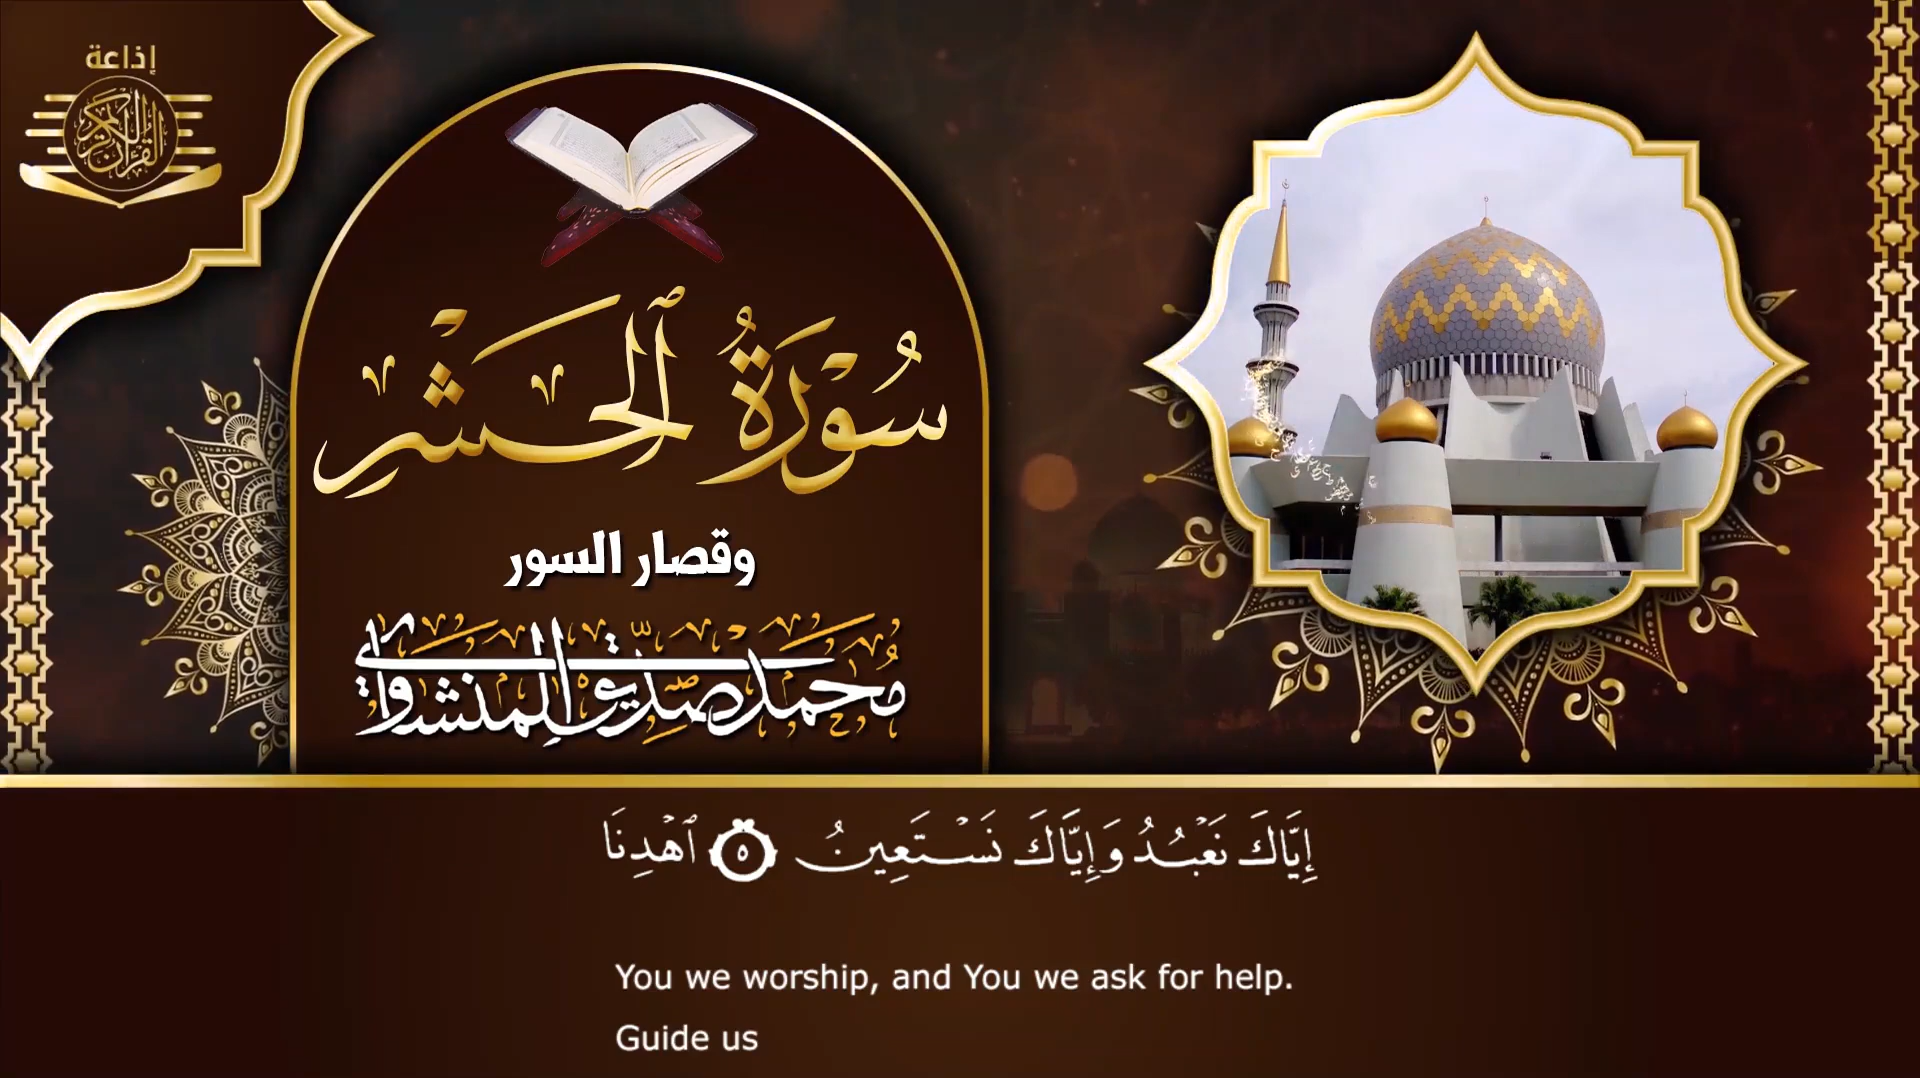 إذاعة
القرآن الكريم
سُورَةُ ٱلْحَشْرِ
وقصار السور
محمد صديق المنشاوي
إِيَّاكَ نَعْبُدُ وَإِيَّاكَ نَسْتَعِينُ ٥ ٱهْدِنَا
You we worship, and You we ask for help.
Guide us